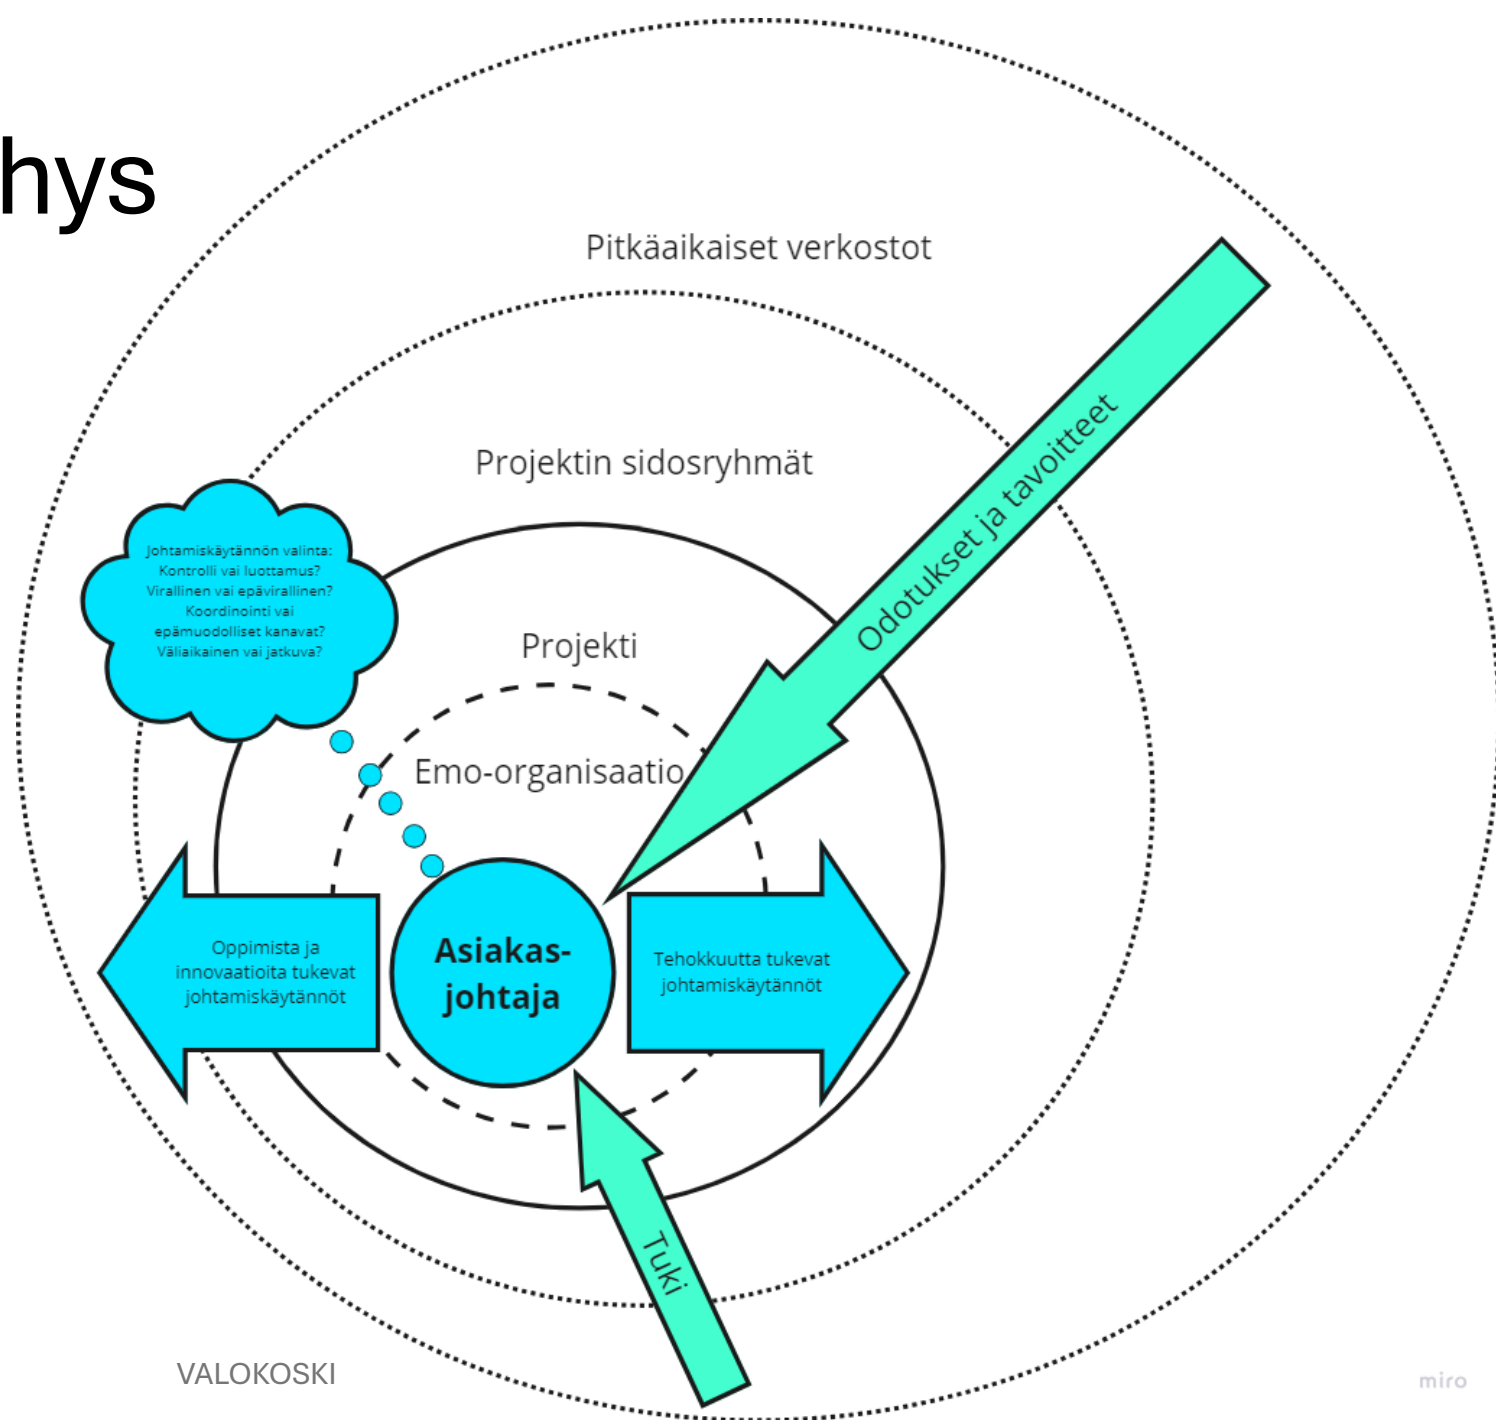 hys
Pitkäaikaiset verkostot
Projektin sidosryhmät
Odotukset ja tavoitteet
Johtamiskäytännön valinta:
Kontrolli vai luottamus?
Virallinen vai epävirallinen?
Koordinointi vai
epämuodolliset kanavat?
Väliaikainen vai jatkuva?
Projekti
Emo-organisaatio
Oppimista ja
innovaatioita tukevat
johtamiskäytännöt
Asiakas-
johtaja
Tehokkuutta tukevat
johtamiskäytännöt
Tuki
VALOKOSKI
miro